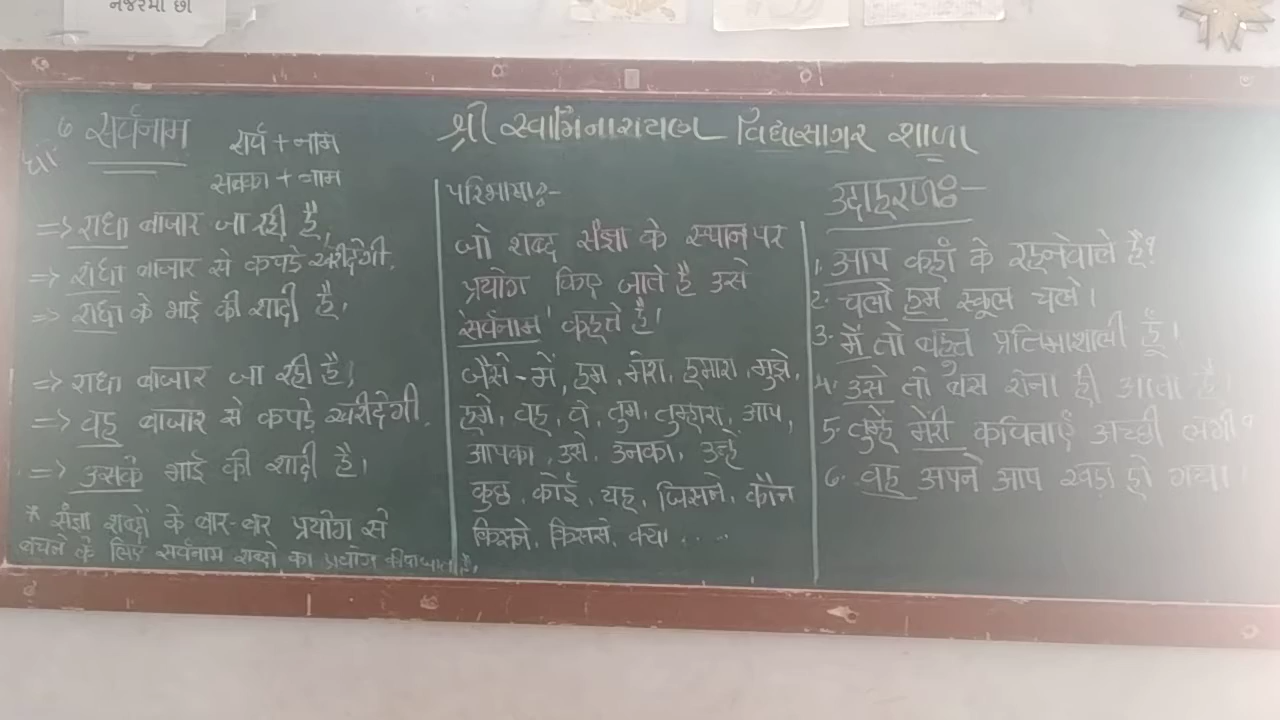 નજરમાં છો
श्री स्वामिनारायण विद्यासागर शाળા
सर्वनाम
सर्व + नाम
सबका + नाम
=> राधा बाजार जा रही है,
=> राधा बाजार से कपडे खरीदेगी.
=> राधा के भाई की शादी है।
=> राधा बाजार जा रही है।
=> वह बाजार से कपडे खरीदेगी.
=> उसके भाई की शादी है।
* संज्ञा शब्दों के बार-बार प्रयोग से
बचने के लिए सर्वनाम शब्दो का प्रयोग कीया जाता है,
परिभाषा:-
जो शब्द संज्ञा के स्थान पर
प्रयोग किए जाते है उसे
'सर्वनाम' कहते है।
जैसे - में, हम, मेरा, हमारा, मुझे,
हमे, वह, वे, तुम, तुम्हारा, आप,
आपका, उसे, उनका, उन्हे
कुछ, कोई, यह, जिसने, कौन
किसने, किससे, क्या ....
उदाहरण:-
1. आप कहाँ के रहनेवाले है?
2. चलो हम स्कूल चले।
3. मैं तो बहुत प्रतिभाशाली हूँ।
4. उसे तो बस रोना ही आता है।
5. तुम्हे मेरी कविताएँ अच्छी लगी?
6. वह अपने आप खड़ा हो गया।